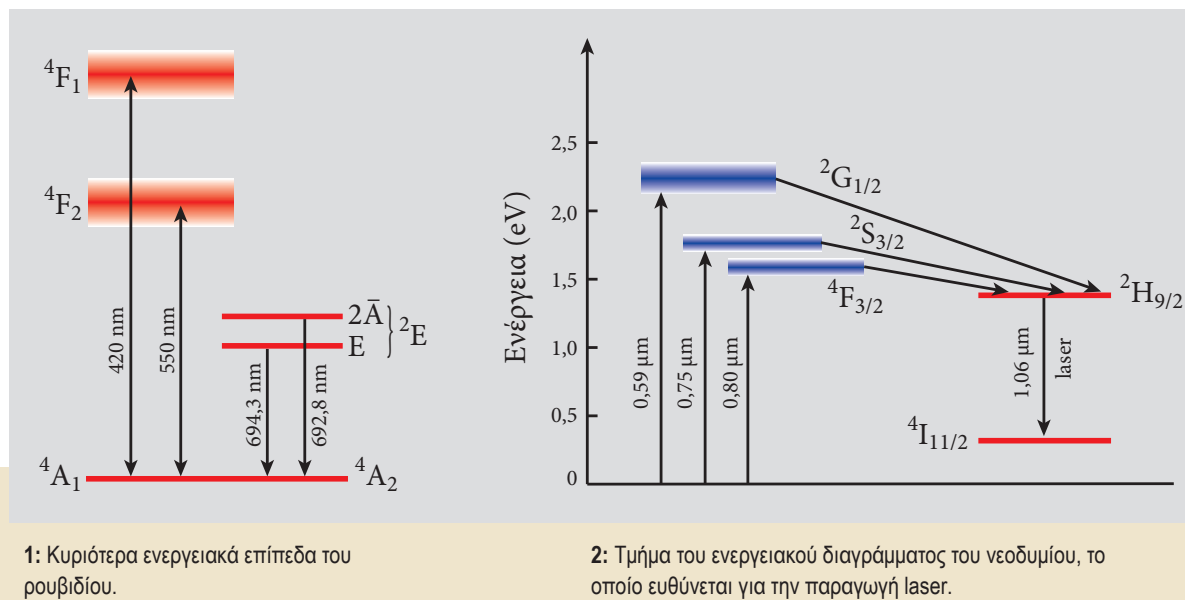 ⁴F₁
⁴F₂
420 nm
550 nm
2Ā
E
²E
694,3 nm
692,8 nm
⁴A₁
⁴A₂
Ενέργεια (eV)
2,5
2,0
1,5
1,0
0,5
0
0,59 μm
0,75 μm
0,80 μm
²G₁/₂
²S₃/₂
⁴F₃/₂
²H₉/₂
1,06 μm
laser
⁴I₁₁/₂
1: Κυριότερα ενεργειακά επίπεδα του
ρουβιδίου.
2: Τμήμα του ενεργειακού διαγράμματος του νεοδυμίου, το
οποίο ευθύνεται για την παραγωγή laser.